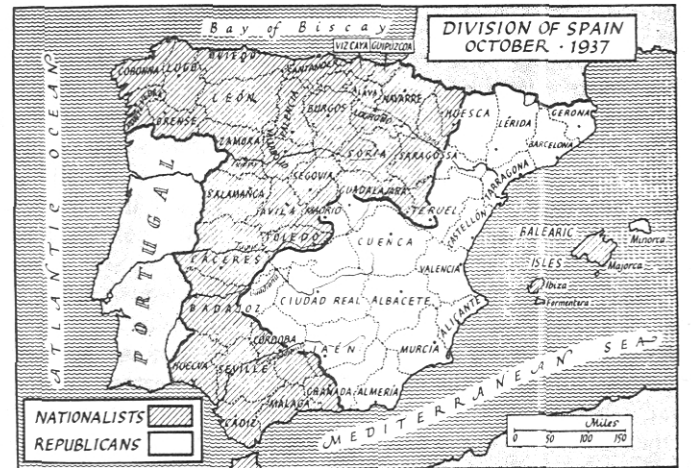 Bay of Biscay
DIVISION OF SPAIN
OCTOBER · 1937
ATLANTIC OCEAN
VIZCAYA
GUIPÚZCOA
CORUNNA
LUGO
OVIEDO
SANTANDER
ALAVA
NAVARRE
LEÓN
PALENCIA
BURGOS
LOGROÑO
HUESCA
LÉRIDA
GERONA
BARCELONA
ORENSE
ZAMORA
SORIA
SARAGOSSA
TARRAGONA
SEGOVIA
SALAMANCA
GUADALAJARA
ÁVILA
MADRID
TERUEL
CASTELLÓN
TOLEDO
CUENCA
BALEARIC
ISLES
Minorca
Majorca
Ibiza
Formentera
PORTUGAL
CÁCERES
VALENCIA
BADAJOZ
CIUDAD REAL
ALBACETE
ALICANTE
CÓRDOBA
JAÉN
MURCIA
HUELVA
SEVILLE
GRANADA
ALMERÍA
MÁLAGA
CÁDIZ
MEDITERRANEAN SEA
NATIONALISTS
REPUBLICANS
Miles
0 50 100 150